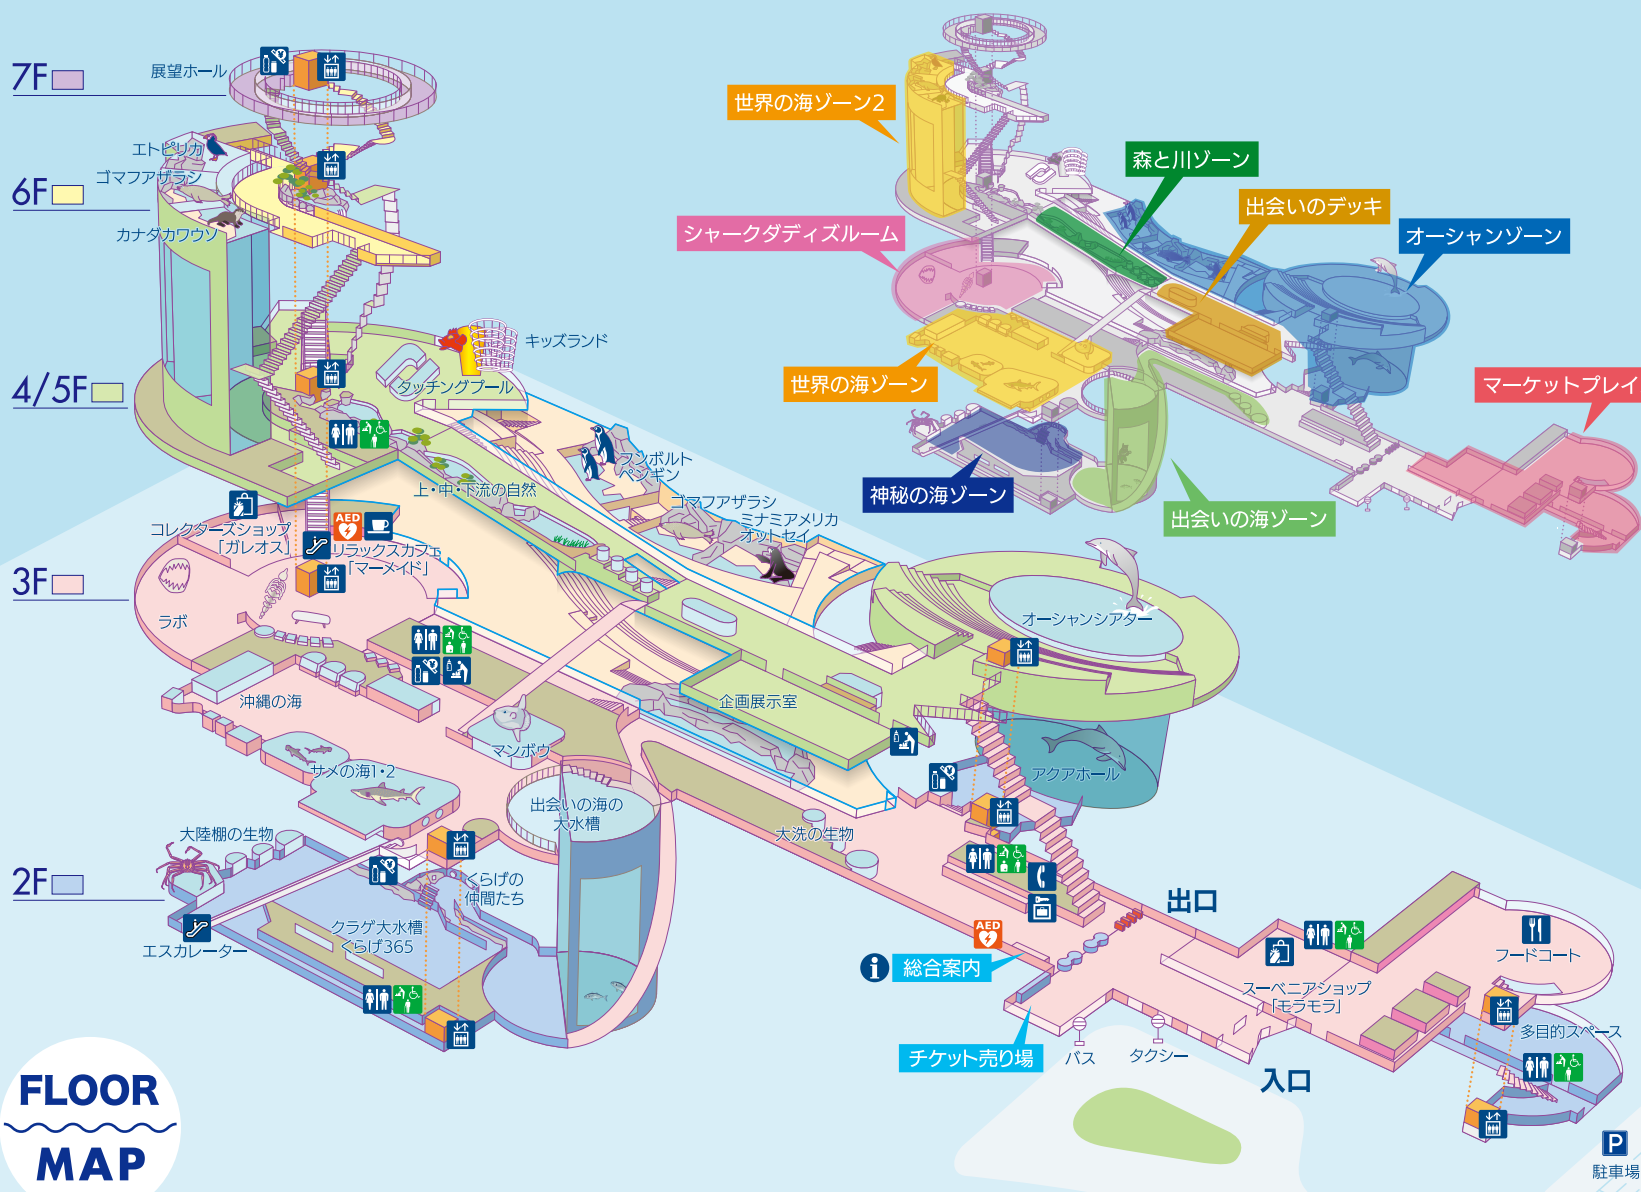 7F
展望ホール
エトピリカ
ゴマフアザラシ
6F
カナダカワウソ
4/5F
キッズランド
タッチングプール
フンボルト
ペンギン
上・中・下流の自然
ゴマフアザラシ
ミナミアメリカ
オットセイ
コレクターズショップ
「ガレオス」
AED
リラックスカフェ
「マーメイド」
3F
ラボ
オーシャンシアター
沖縄の海
企画展示室
マンボウ
サメの海1・2
アクアホール
出会いの海の
大水槽
大陸棚の生物
大洗の生物
2F
くらげの
仲間たち
クラゲ大水槽
くらげ365
エスカレーター
出口
AED
i
総合案内
チケット売り場
バス
タクシー
入口
スーベニアショップ
「モラモラ」
フードコート
多目的スペース
P
駐車場
世界の海ゾーン2
森と川ゾーン
出会いのデッキ
シャークダディズルーム
オーシャンゾーン
世界の海ゾーン
マーケットプレイ
神秘の海ゾーン
出会いの海ゾーン
FLOOR
MAP